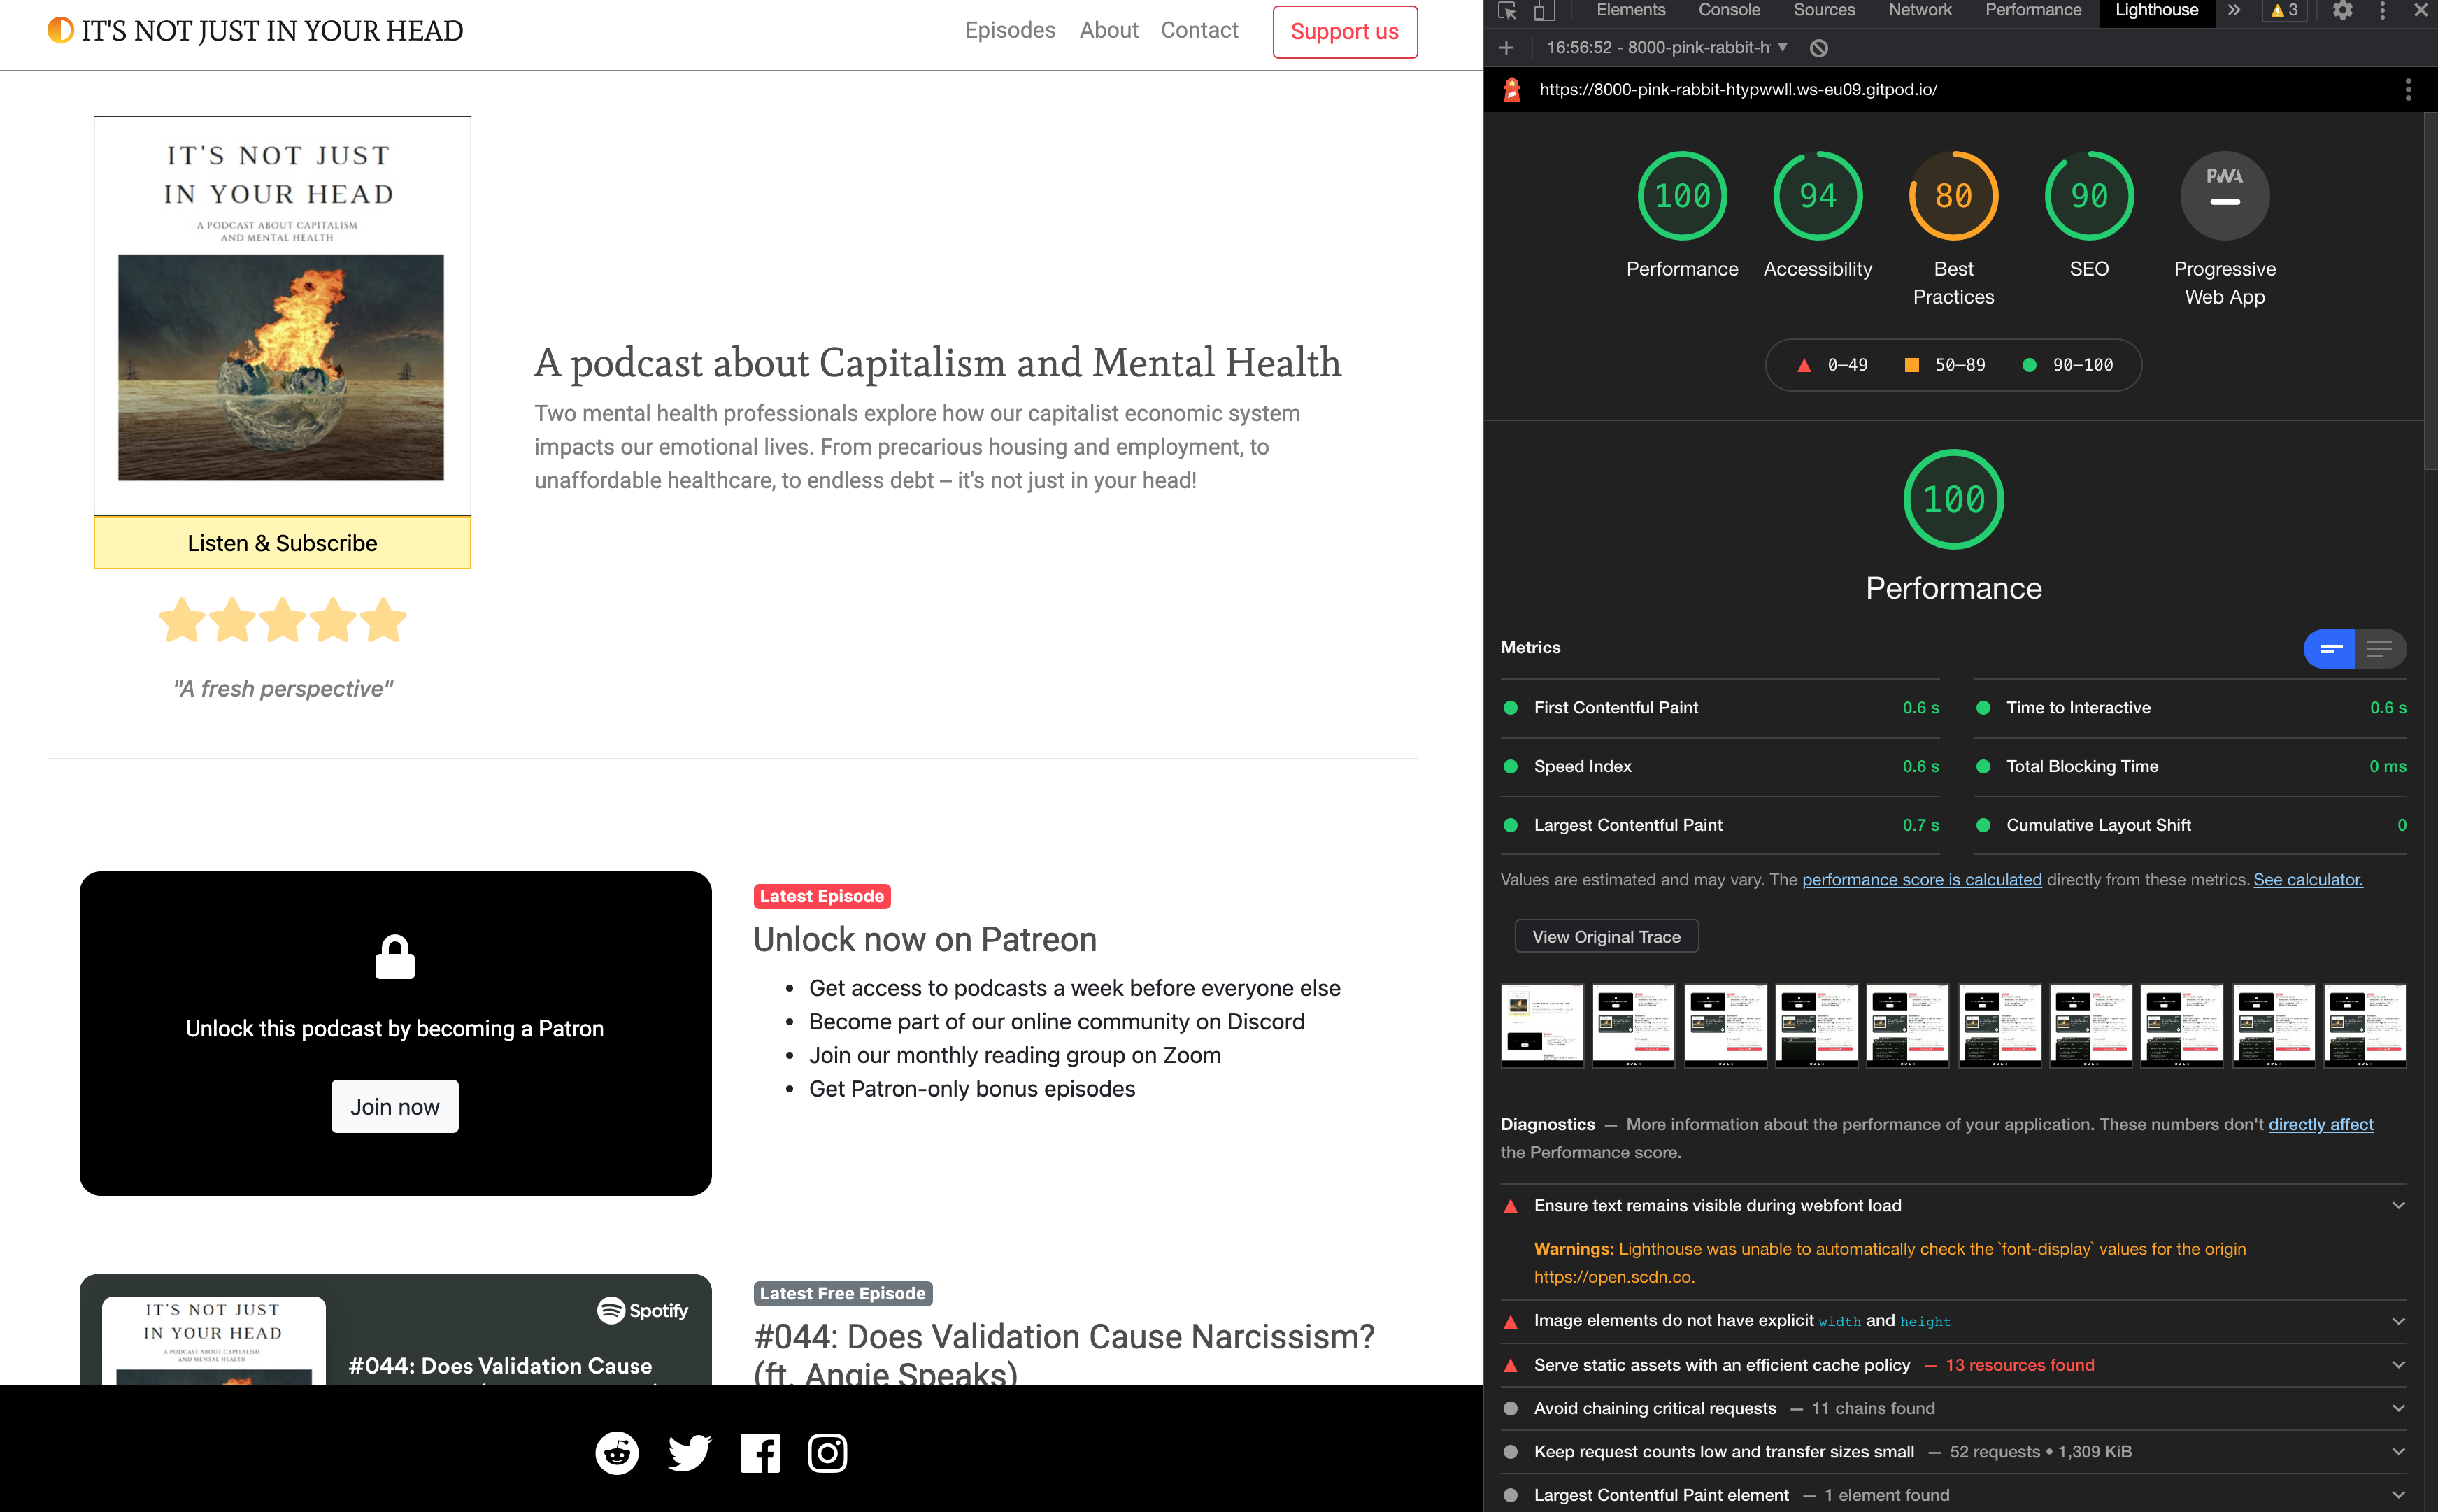 IT'S NOT JUST IN YOUR HEAD
Episodes About Contact Support us
IT'S NOT JUST
IN YOUR HEAD
A PODCAST ABOUT CAPITALISM
AND MENTAL HEALTH
Listen & Subscribe
"A fresh perspective"
A podcast about Capitalism and Mental Health
Two mental health professionals explore how our capitalist economic system
impacts our emotional lives. From precarious housing and employment, to
unaffordable healthcare, to endless debt -- it's not just in your head!
Unlock this podcast by becoming a Patron
Join now
Latest Episode
Unlock now on Patreon
• Get access to podcasts a week before everyone else
• Become part of our online community on Discord
• Join our monthly reading group on Zoom
• Get Patron-only bonus episodes
IT'S NOT JUST
IN YOUR HEAD
A PODCAST ABOUT CAPITALISM
AND MENTAL HEALTH
Spotify
#044: Does Validation Cause
Latest Free Episode
#044: Does Validation Cause Narcissism?
(ft. Angie Speaks)
Elements Console Sources Network Performance Lighthouse 3
16:56:52 - 8000-pink-rabbit-h
https://8000-pink-rabbit-htypwwll.ws-eu09.gitpod.io/
100 94 80 90 PWA
Performance Accessibility Best Practices SEO Progressive Web App
0–49 50–89 90–100
100
Performance
Metrics
First Contentful Paint 0.6 s
Time to Interactive 0.6 s
Speed Index 0.6 s
Total Blocking Time 0 ms
Largest Contentful Paint 0.7 s
Cumulative Layout Shift 0
Values are estimated and may vary. The performance score is calculated directly from these metrics. See calculator.
View Original Trace
Diagnostics — More information about the performance of your application. These numbers don't directly affect
the Performance score.
Ensure text remains visible during webfont load
Warnings: Lighthouse was unable to automatically check the `font-display` values for the origin
https://open.scdn.co.
Image elements do not have explicit width and height
Serve static assets with an efficient cache policy — 13 resources found
Avoid chaining critical requests — 11 chains found
Keep request counts low and transfer sizes small — 52 requests • 1,309 KiB
Largest Contentful Paint element — 1 element found